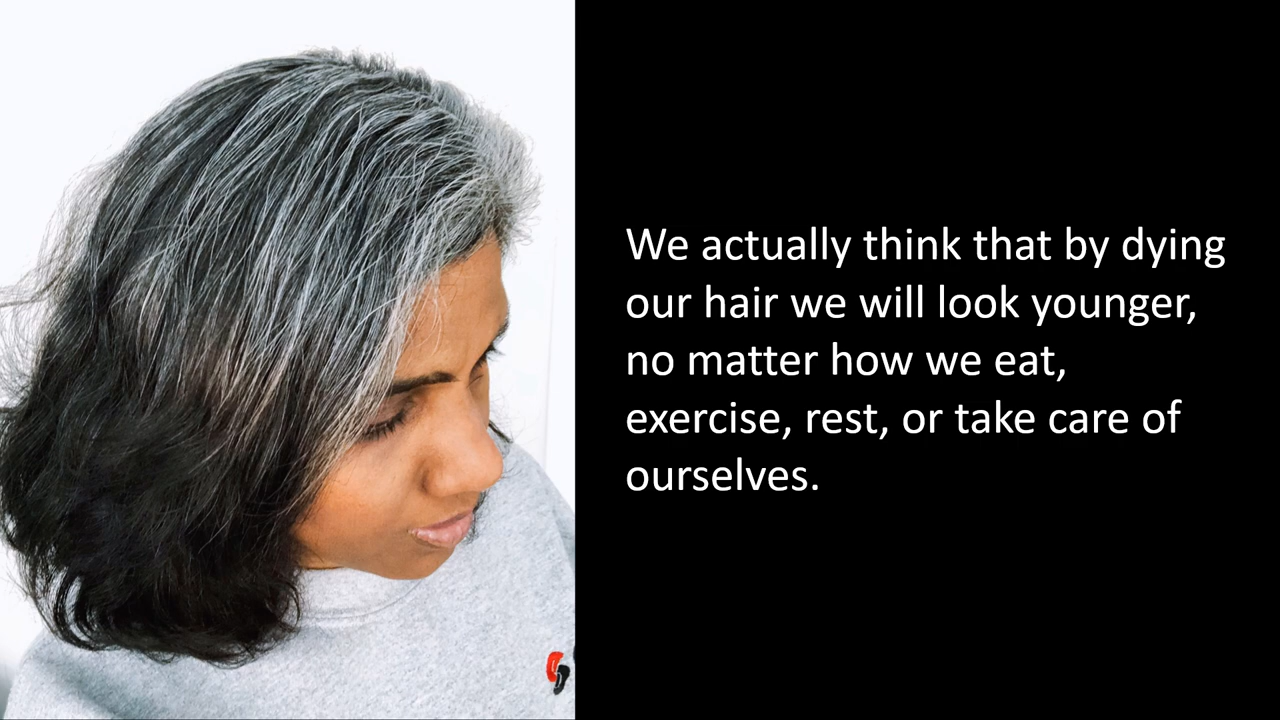 We actually think that by dying
our hair we will look younger,
no matter how we eat,
exercise, rest, or take care of
ourselves.